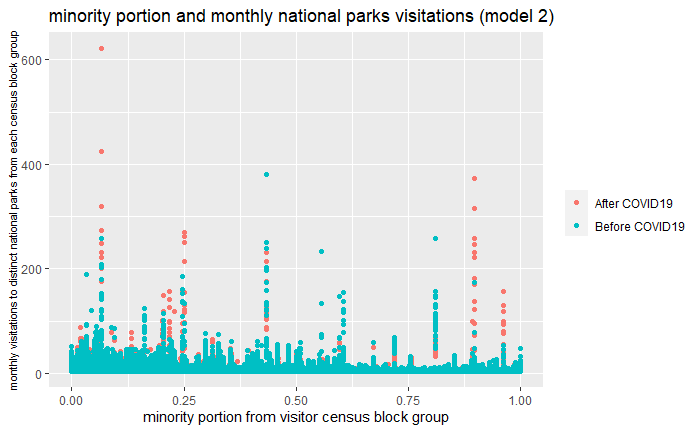 minority portion and monthly national parks visitations (model 2)
monthly visitations to distinct national parks from each census block group
600
400
200
0
0.00 0.25 0.50 0.75 1.00
minority portion from visitor census block group
After COVID19
Before COVID19